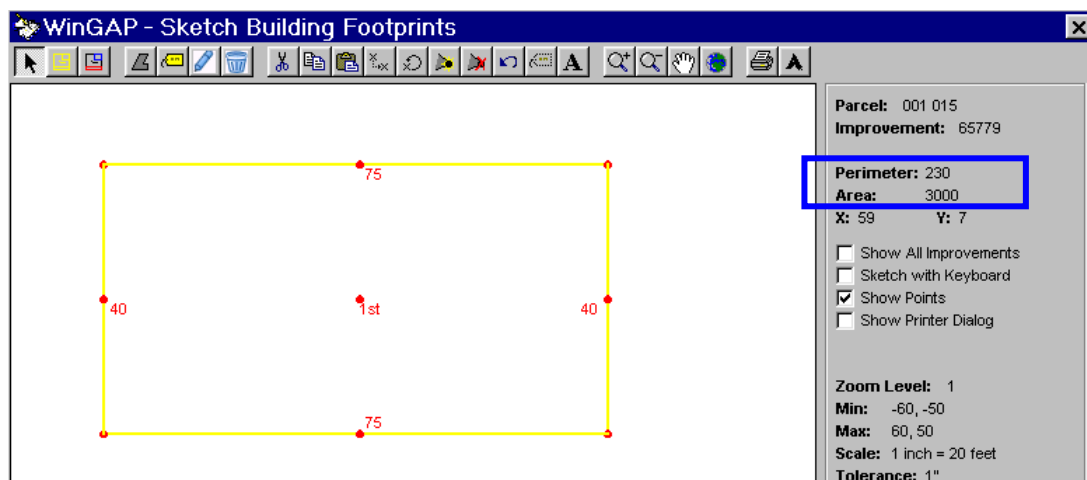 WinGAP - Sketch Building Footprints
A
Parcel: 001 015
Improvement: 65779
Perimeter: 230
Area: 3000
X: 59 Y: 7
Show All Improvements
Sketch with Keyboard
Show Points
Show Printer Dialog
Zoom Level: 1
Min: -60, -50
Max: 60, 50
Scale: 1 inch = 20 feet
Tolerance: 1"
75
40
1st
40
75